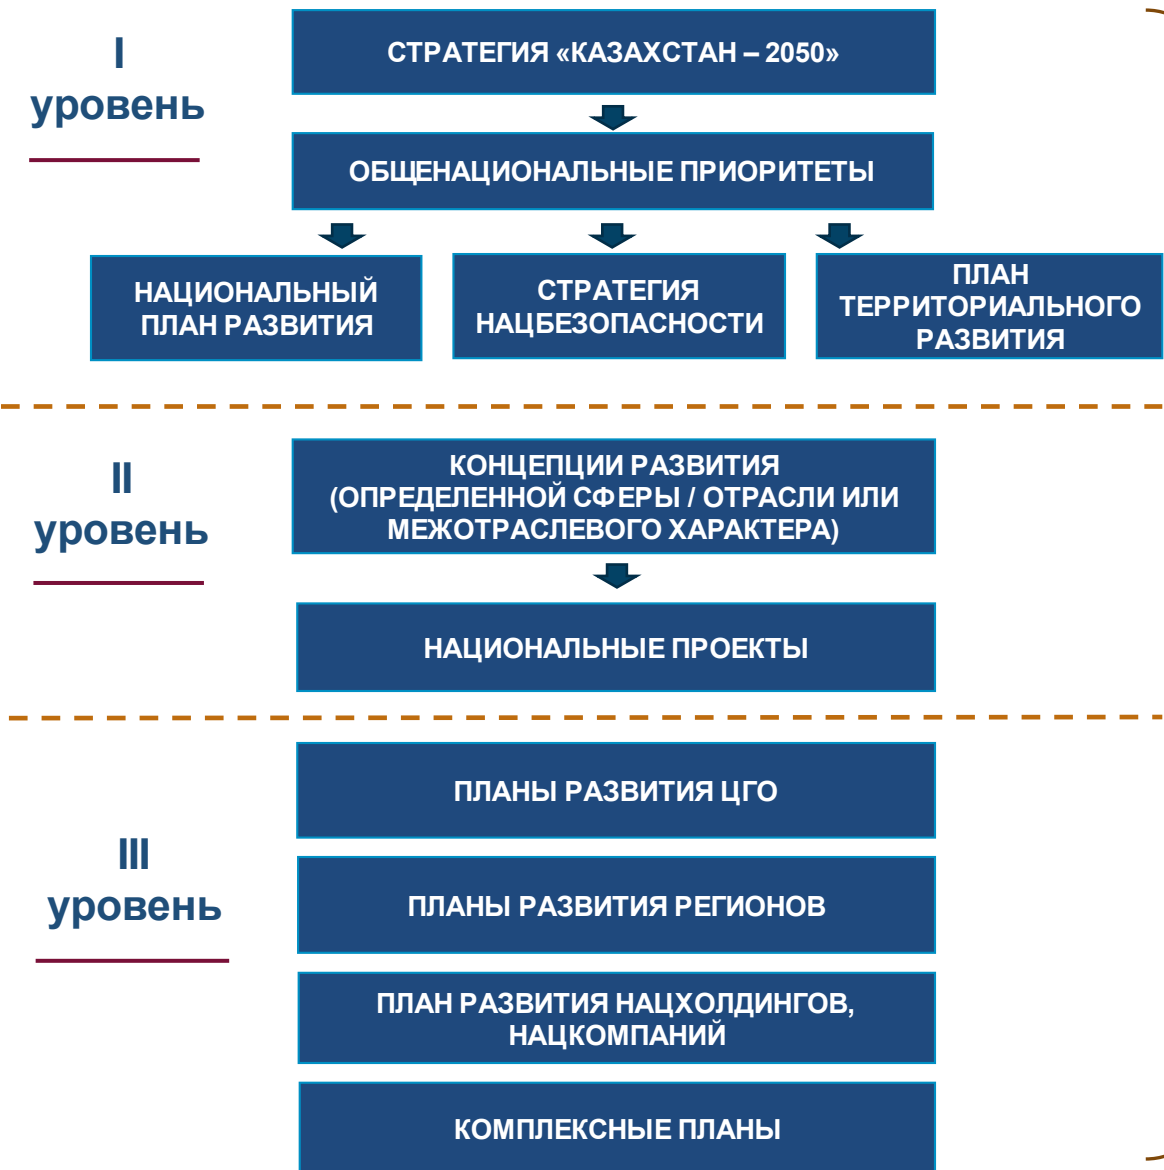 I
уровень
СТРАТЕГИЯ «КАЗАХСТАН – 2050»
ОБЩЕНАЦИОНАЛЬНЫЕ ПРИОРИТЕТЫ
НАЦИОНАЛЬНЫЙ
ПЛАН РАЗВИТИЯ
СТРАТЕГИЯ
НАЦБЕЗОПАСНОСТИ
ПЛАН
ТЕРРИТОРИАЛЬНОГО
РАЗВИТИЯ
II
уровень
КОНЦЕПЦИИ РАЗВИТИЯ
(ОПРЕДЕЛЕННОЙ СФЕРЫ / ОТРАСЛИ ИЛИ
МЕЖОТРАСЛЕВОГО ХАРАКТЕРА)
НАЦИОНАЛЬНЫЕ ПРОЕКТЫ
III
уровень
ПЛАНЫ РАЗВИТИЯ ЦГО
ПЛАНЫ РАЗВИТИЯ РЕГИОНОВ
ПЛАН РАЗВИТИЯ НАЦХОЛДИНГОВ,
НАЦКОМПАНИЙ
КОМПЛЕКСНЫЕ ПЛАНЫ